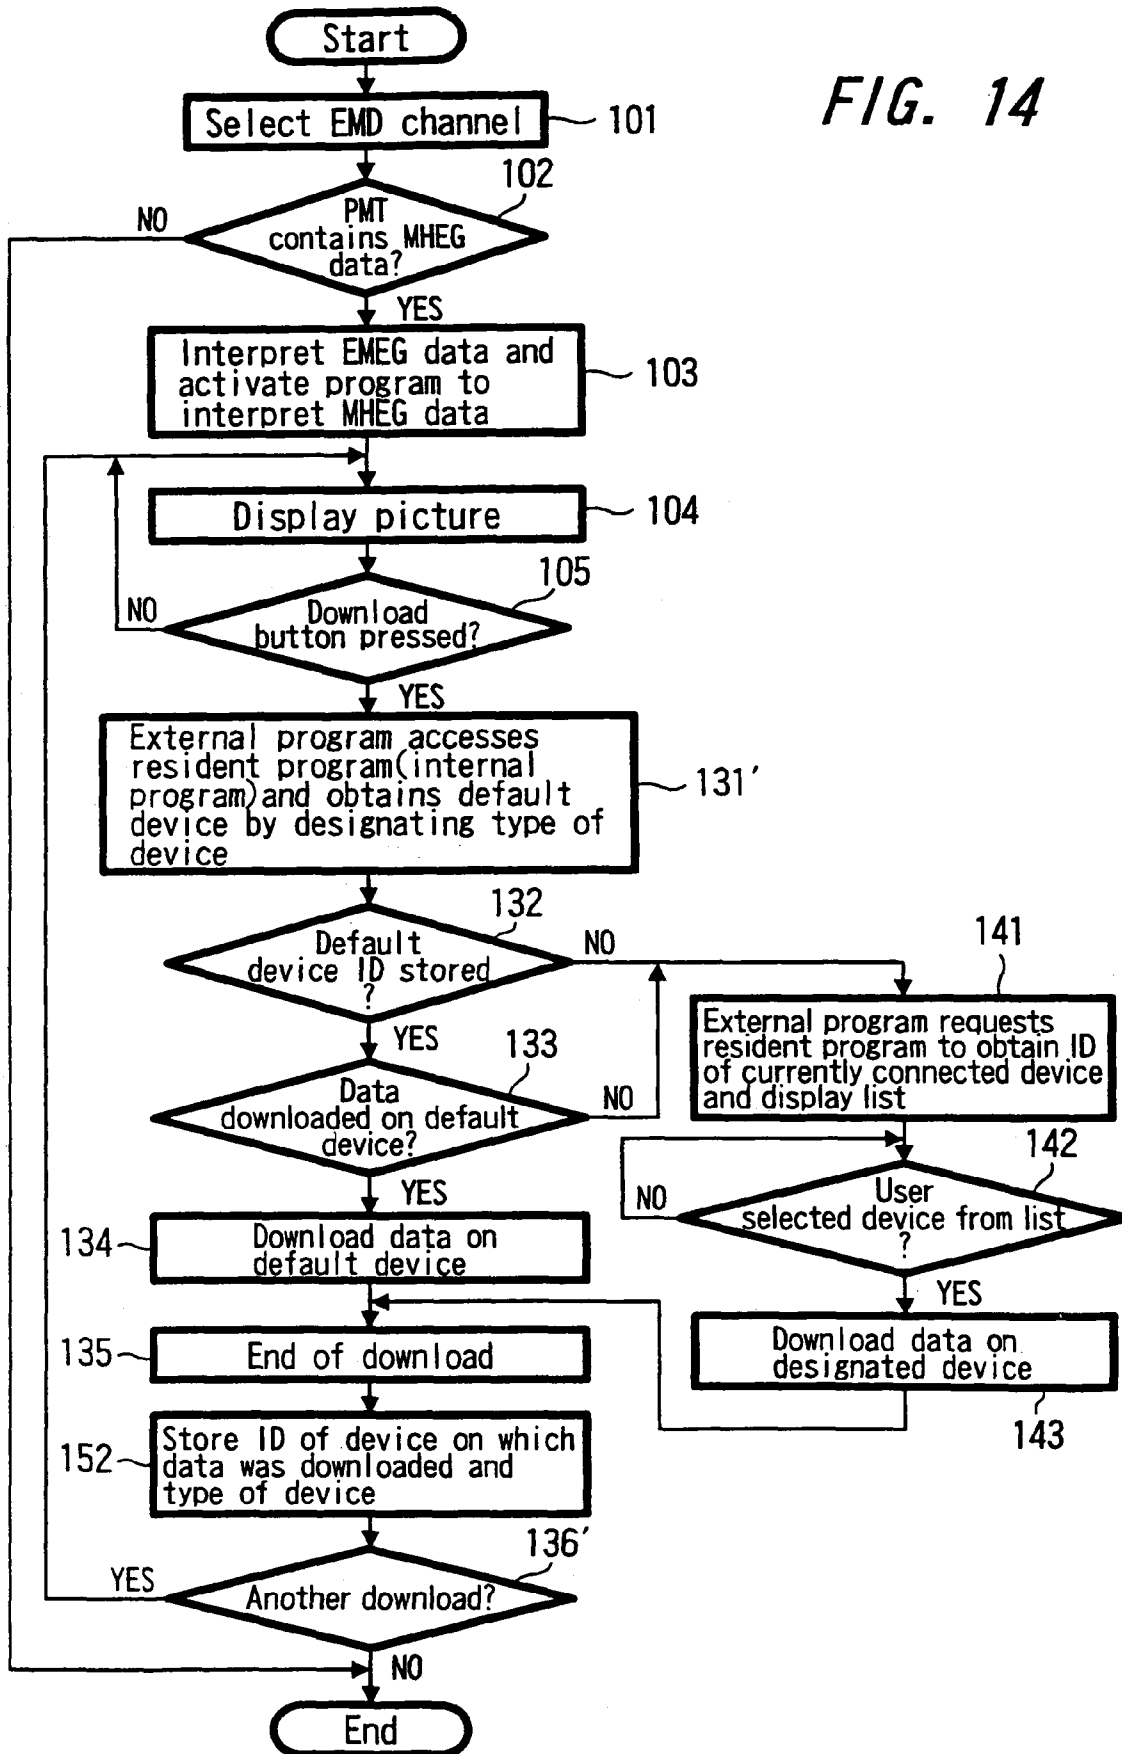 Start
FIG. 14
Select EMD channel
101
102
PMT
contains MHEG
data?
NO
YES
Interpret EMEG data and
activate program to
interpret MHEG data
103
Display picture
104
105
Download
button pressed?
NO
YES
External program accesses
resident program(internal
program)and obtains default
device by designating type of
device
131'
132
Default
device ID stored
?
NO
YES
141
External program requests
resident program to obtain ID
of currently connected device
and display list
133
Data
downloaded on default
device?
NO
YES
142
User
selected device from list
?
NO
YES
134
Download data on
default device
Download data on
designated device
143
135
End of download
152
Store ID of device on which
data was downloaded and
type of device
136'
Another download?
YES
NO
End